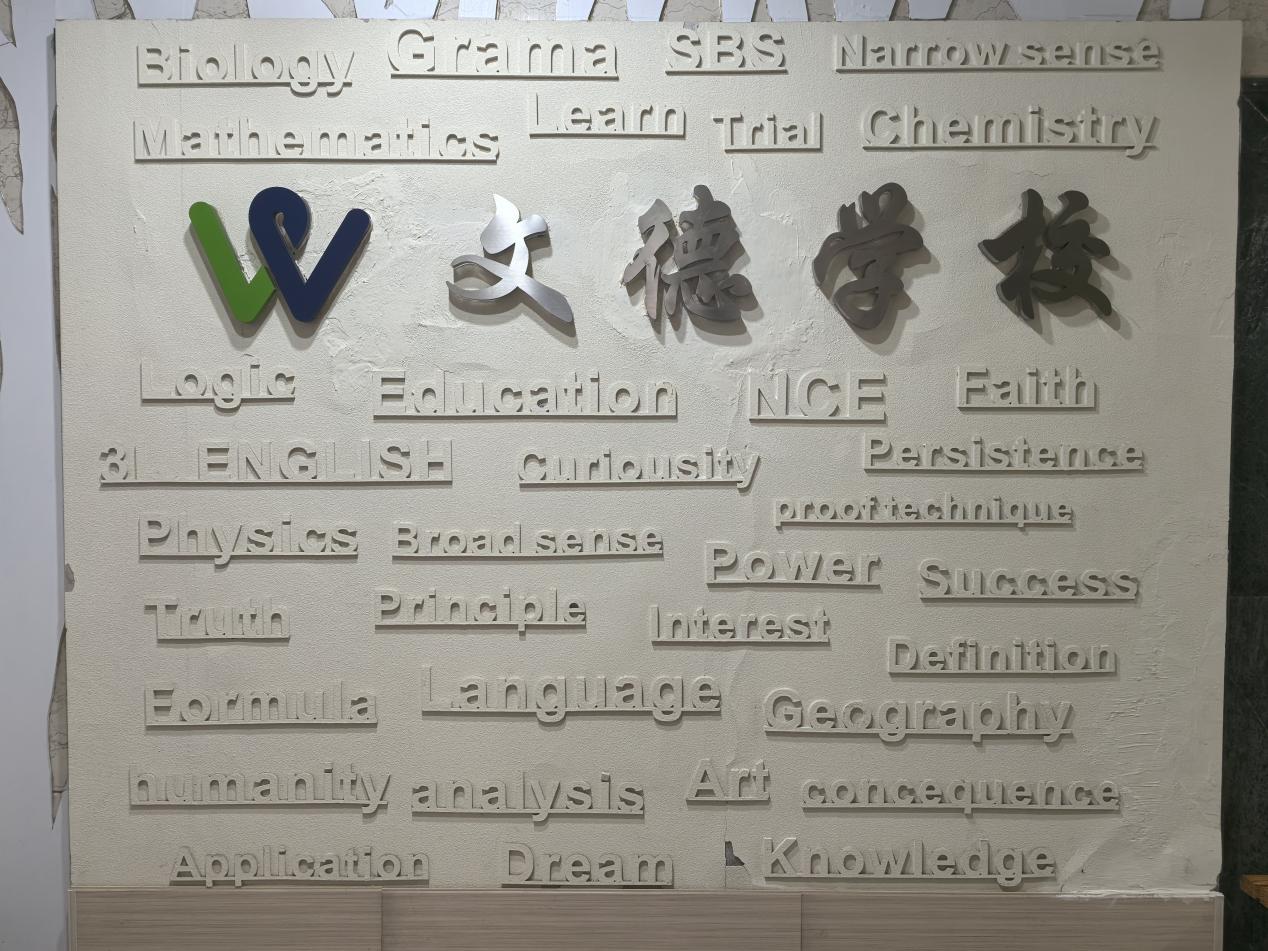 Biology Grama SBS Narrow sense
Mathematics Learn Trial Chemistry
W 文德学校
Logic Education NCE Faith
3L ENGLISH Curiousity Persistence
Physics Broad sense proof technique
Power Success
Truth Principle Interest
Definition
Formula Language Geography
humanity analysis Art concequence
Application Dream Knowledge